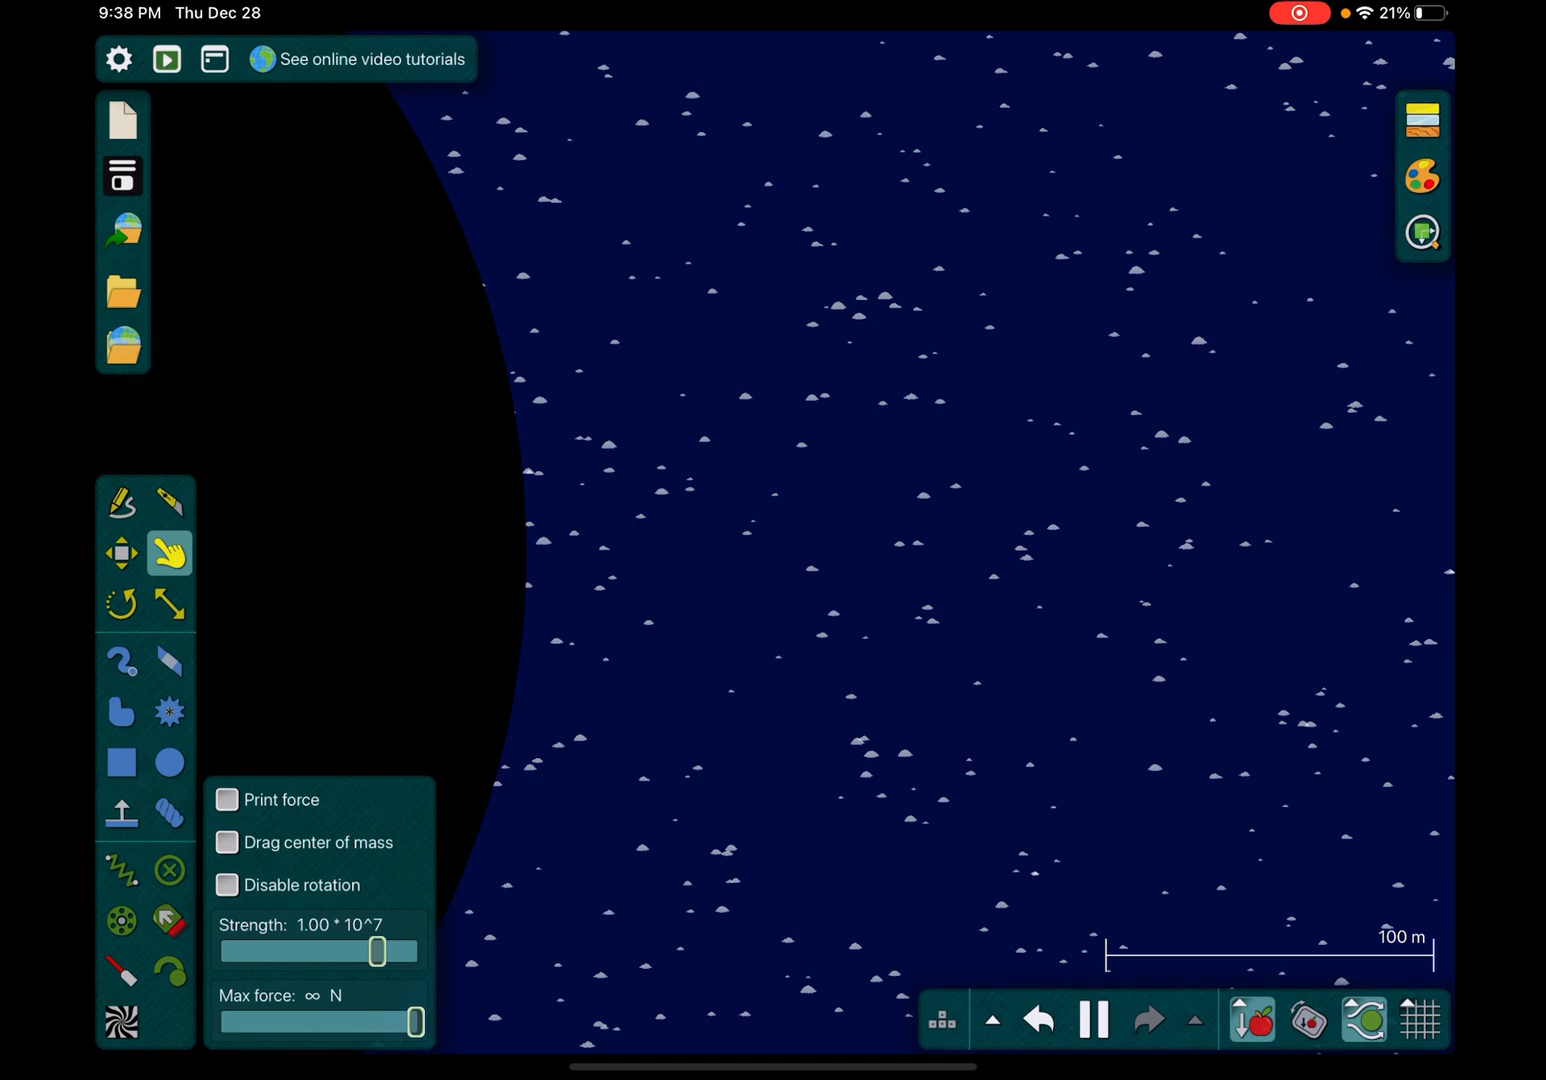 9:38 PM Thu Dec 28
21%
See online video tutorials
Print force
Drag center of mass
Disable rotation
Strength: 1.00 * 10^7
Max force: ∞ N
100 m